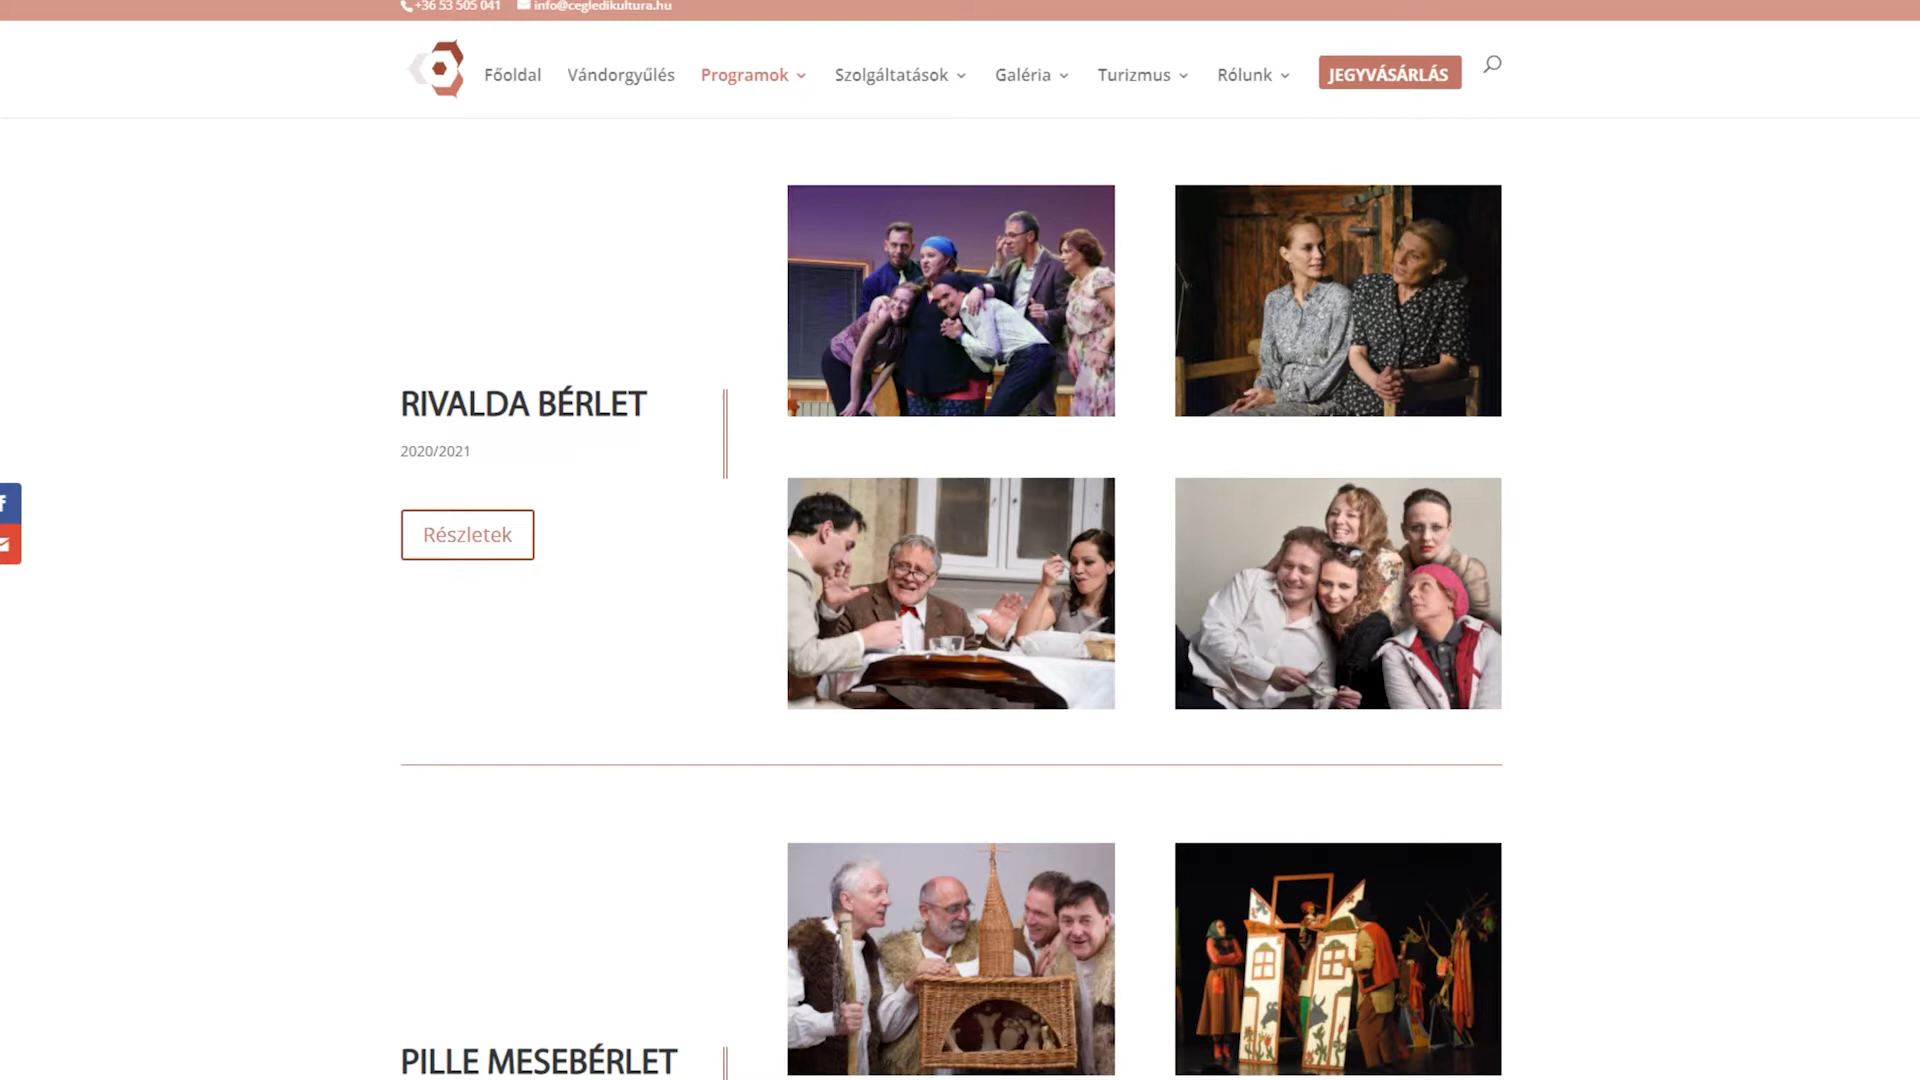 +36 53 505 041 info@cegledikultura.hu
Főoldal Vándorgyűlés Programok Szolgáltatások Galéria Turizmus Rólunk JEGYVÁSÁRLÁS
RIVALDA BÉRLET
2020/2021
Részletek
PILLE MESEBÉRLET